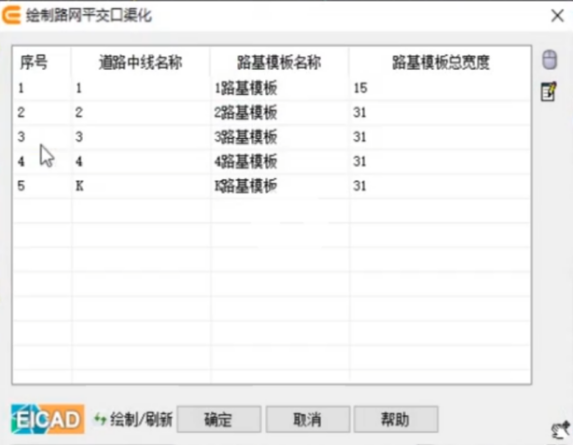 绘制路网平交口渠化
序号 道路中线名称 路基模板名称 路基模板总宽度
1 1 1路基模板 15
2 2 2路基模板 31
3 3 3路基模板 31
4 4 4路基模板 31
5 K K路基模板 31
EICAD 绘制/刷新 确定 取消 帮助